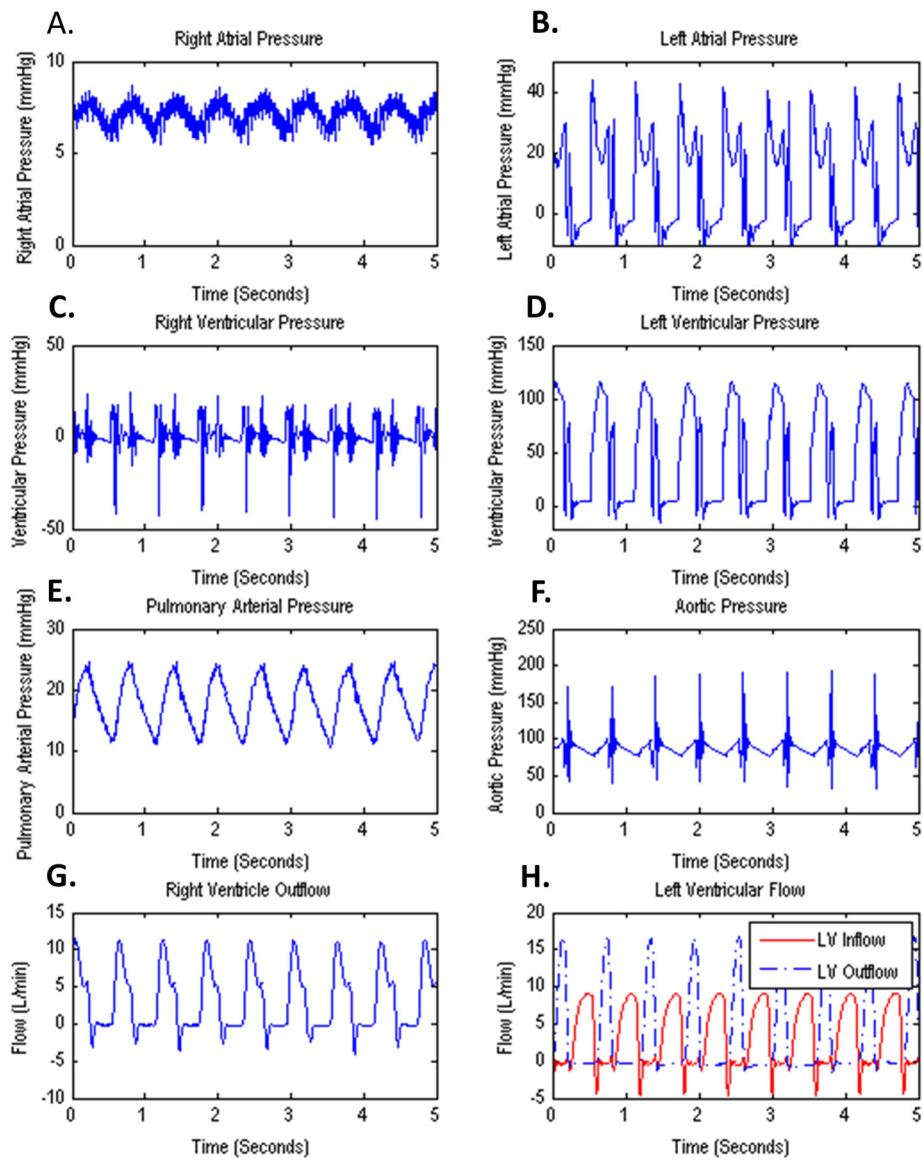 A.
Right Atrial Pressure
Right Atrial Pressure (mmHg)
10
5
0
0 1 2 3 4 5
Time (Seconds)
B.
Left Atrial Pressure
Left Atrial Pressure (mmHg)
40
20
0
0 1 2 3 4 5
Time (Seconds)
C.
Right Ventricular Pressure
Ventricular Pressure (mmHg)
50
0
-50
0 1 2 3 4 5
Time (Seconds)
D.
Left Ventricular Pressure
Ventricular Pressure (mmHg)
150
100
50
0
0 1 2 3 4 5
Time (Seconds)
E.
Pulmonary Arterial Pressure
Pulmonary Arterial Pressure (mmHg)
30
20
10
0
0 1 2 3 4 5
Time (Seconds)
F.
Aortic Pressure
Aortic Pressure (mmHg)
250
200
150
100
50
0
0 1 2 3 4 5
Time (Seconds)
G.
Right Ventricle Outflow
Flow (L/min)
15
10
5
0
-5
-10
0 1 2 3 4 5
Time (Seconds)
H.
Left Ventricular Flow
Flow (L/min)
20
15
10
5
0
-5
0 1 2 3 4 5
Time (Seconds)
LV Inflow
LV Outflow